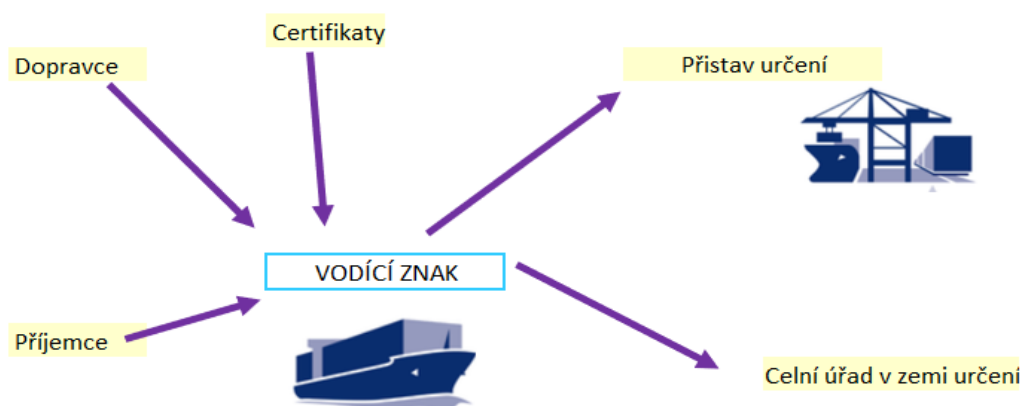 Certifikaty
Dopravce
Přistav určení
VODÍCÍ ZNAK
Příjemce
Celní úřad v zemi určení